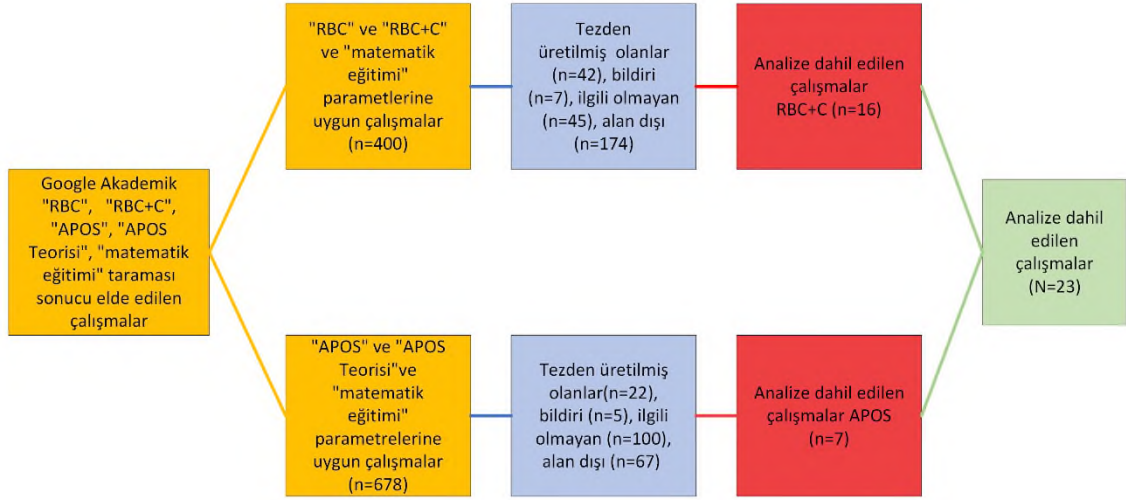 Google Akademik
"RBC",   "RBC+C",
"APOS", "APOS
Teorisi", "matematik
eğitimi" taraması
sonucu elde edilen
çalışmalar
"RBC" ve "RBC+C"
ve "matematik
eğitimi"
parametlerine
uygun çalışmalar
(n=400)
Tezden
üretilmiş  olanlar
(n=42), bildiri
(n=7), ilgili olmayan
(n=45), alan dışı
(n=174)
Analize dahil edilen
çalışmalar
RBC+C (n=16)
"APOS" ve "APOS
Teorisi"ve
"matematik
eğitimi"
parametrelerine
uygun çalışmalar
(n=678)
Tezden üretilmiş
olanlar(n=22),
bildiri (n=5), ilgili
olmayan (n=100),
alan dışı (n=67)
Analize dahil edilen
çalışmalar APOS
(n=7)
Analize dahil
edilen
çalışmalar
(N=23)